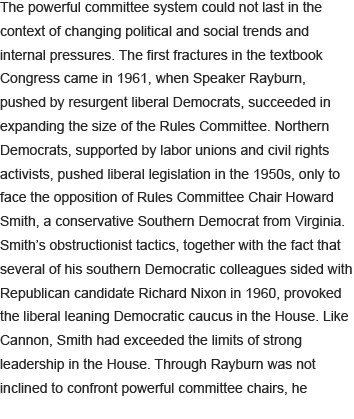 The powerful committee system could not last in the
context of changing political and social trends and
internal pressures. The first fractures in the textbook
Congress came in 1961, when Speaker Rayburn,
pushed by resurgent liberal Democrats, succeeded in
expanding the size of the Rules Committee. Northern
Democrats, supported by labor unions and civil rights
activists, pushed liberal legislation in the 1950s, only to
face the opposition of Rules Committee Chair Howard
Smith, a conservative Southern Democrat from Virginia.
Smith's obstructionist tactics, together with the fact that
several of his southern Democratic colleagues sided with
Republican candidate Richard Nixon in 1960, provoked
the liberal leaning Democratic caucus in the House. Like
Cannon, Smith had exceeded the limits of strong
leadership in the House. Through Rayburn was not
inclined to confront powerful committee chairs, he